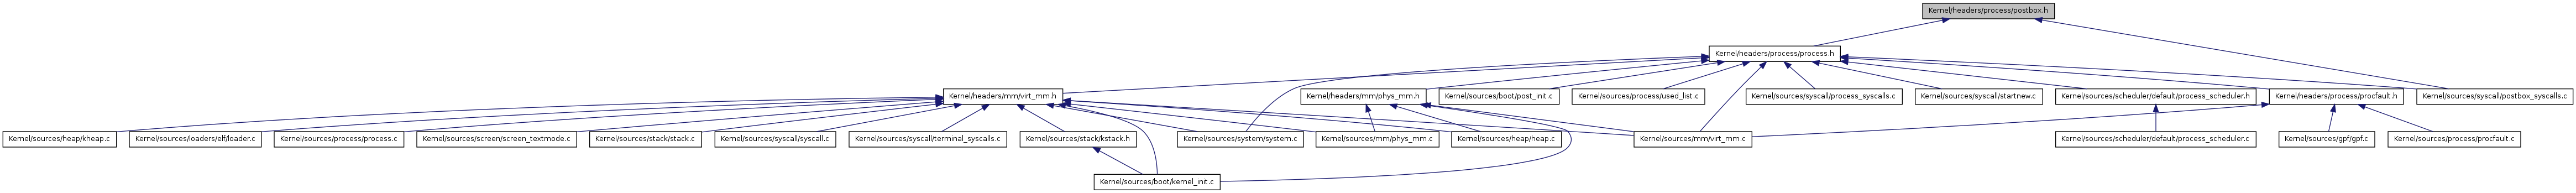 Kernel/headers/process/postbox.h
Kernel/headers/process/process.h
Kernel/headers/mm/virt_mm.h
Kernel/headers/mm/phys_mm.h
Kernel/sources/boot/post_init.c
Kernel/sources/process/used_list.c
Kernel/sources/syscall/process_syscalls.c
Kernel/sources/syscall/startnew.c
Kernel/sources/scheduler/default/process_scheduler.h
Kernel/headers/process/procfault.h
Kernel/sources/syscall/postbox_syscalls.c
Kernel/sources/heap/kheap.c
Kernel/sources/loaders/elf/loader.c
Kernel/sources/process/process.c
Kernel/sources/screen/screen_textmode.c
Kernel/sources/stack/stack.c
Kernel/sources/syscall/syscall.c
Kernel/sources/syscall/terminal_syscalls.c
Kernel/sources/stack/kstack.h
Kernel/sources/system/system.c
Kernel/sources/mm/phys_mm.c
Kernel/sources/heap/heap.c
Kernel/sources/mm/virt_mm.c
Kernel/sources/scheduler/default/process_scheduler.c
Kernel/sources/gpf/gpf.c
Kernel/sources/process/procfault.c
Kernel/sources/boot/kernel_init.c